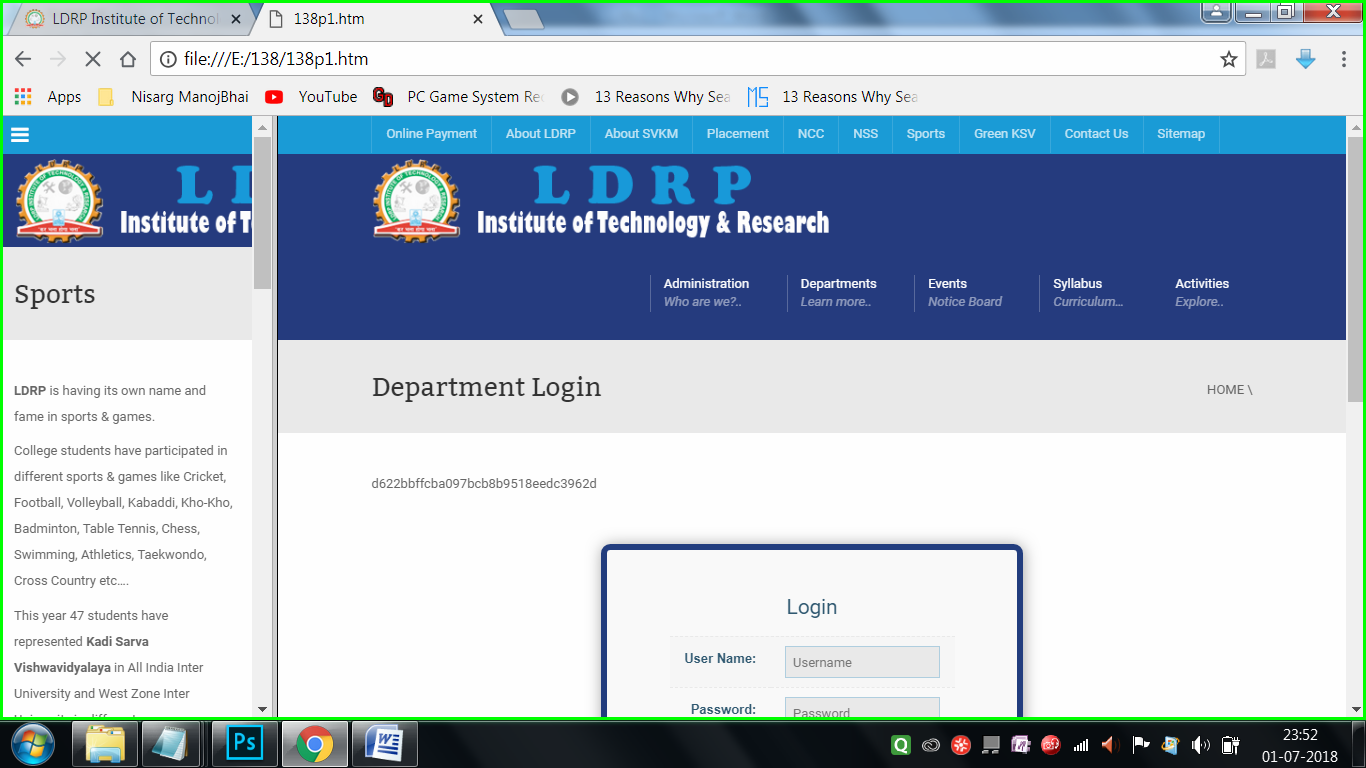 LDRP Institute of Technol
138p1.htm
file:///E:/138/138p1.htm
Apps
Nisarg ManojBhai
YouTube
GD
PC Game System Re
13 Reasons Why Sea
MS
13 Reasons Why Sea
L D
Institute of T
Sports
LDRP is having its own name and
fame in sports & games.
College students have participated in
different sports & games like Cricket,
Football, Volleyball, Kabaddi, Kho-Kho,
Badminton, Table Tennis, Chess,
Swimming, Athletics, Taekwondo,
Cross Country etc….
This year 47 students have
represented Kadi Sarva
Vishwavidyalaya in All India Inter
University and West Zone Inter
Online Payment
About LDRP
About SVKM
Placement
NCC
NSS
Sports
Green KSV
Contact Us
Sitemap
L D R P
Institute of Technology & Research
Administration
Who are we?..
Departments
Learn more..
Events
Notice Board
Syllabus
Curriculum...
Activities
Explore..
Department Login
HOME \
d622bbffcba097bcb8b9518eedc3962d
Login
User Name:
Username
Password:
Password
Ps
W
Q
23:52
01-07-2018